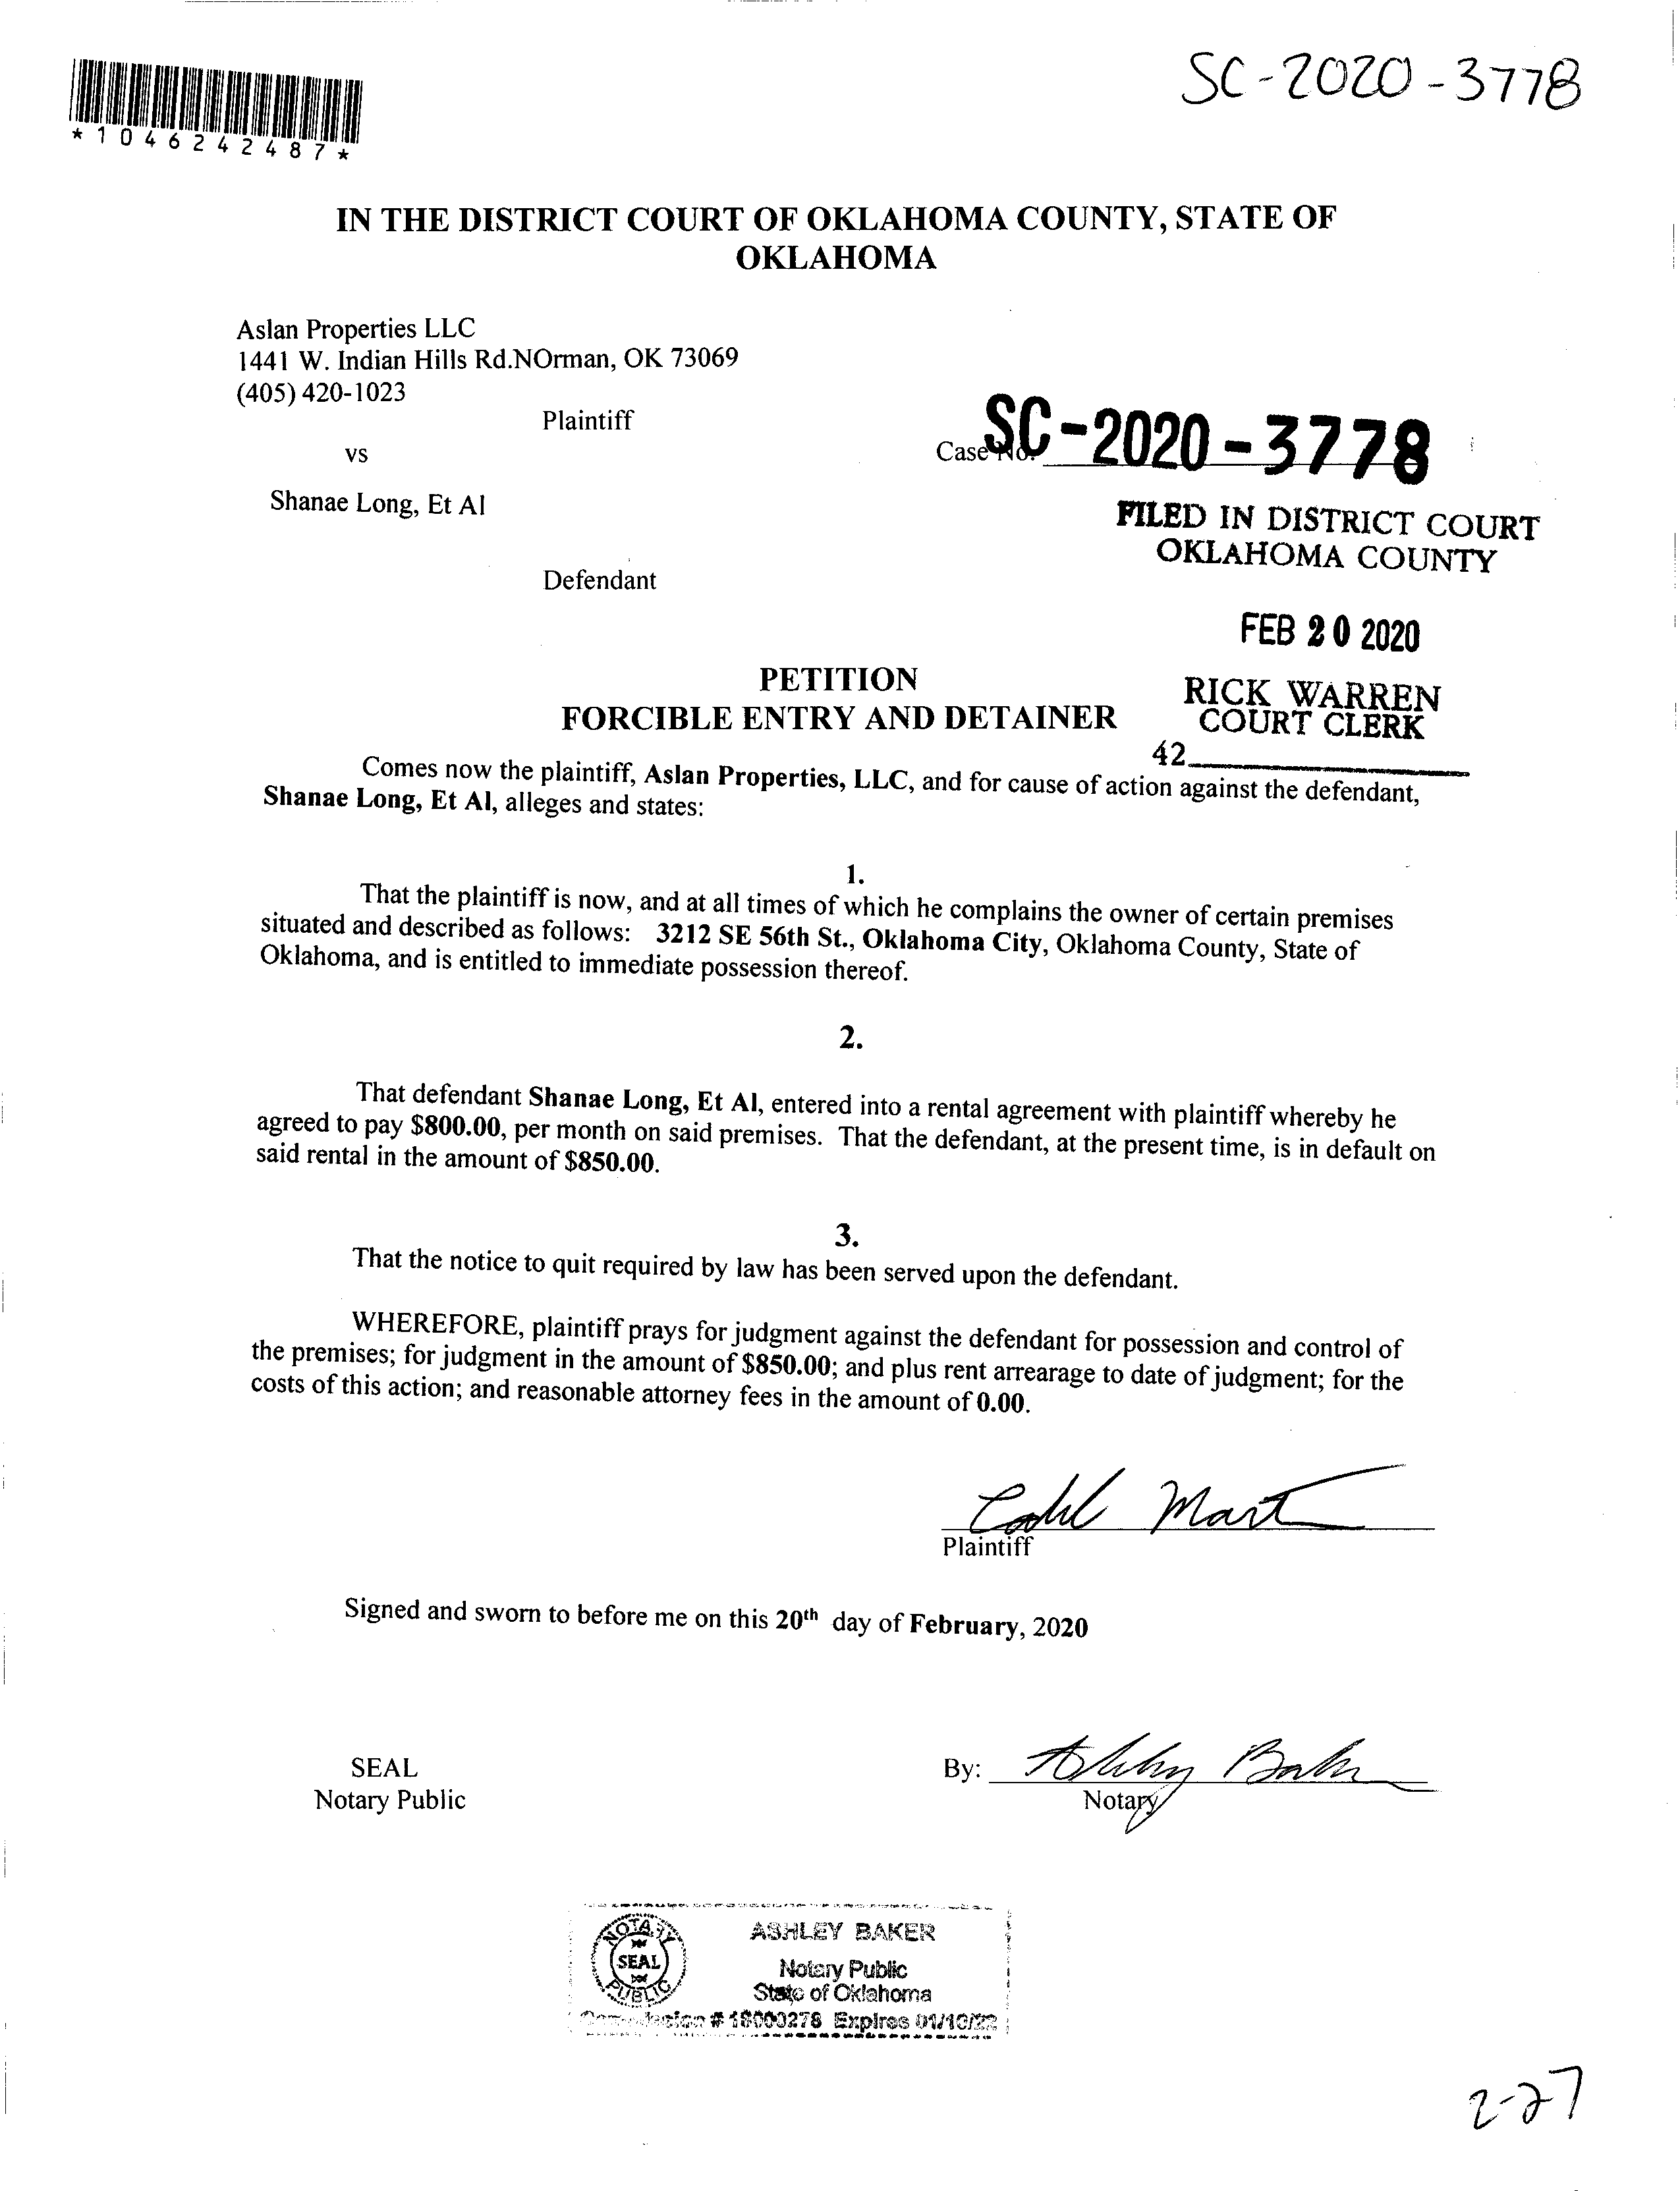 SC-2020-3778
*1046242487*
IN THE DISTRICT COURT OF OKLAHOMA COUNTY, STATE OF
OKLAHOMA
Aslan Properties LLC
1441 W. Indian Hills Rd.NOrman, OK 73069
(405) 420-1023
Plaintiff
vs
Case No. SC-2020-3778
Shanae Long, Et Al
FILED IN DISTRICT COURT
OKLAHOMA COUNTY
Defendant
FEB 20 2020
PETITION
FORCIBLE ENTRY AND DETAINER
RICK WARREN
COURT CLERK
42
Comes now the plaintiff, Aslan Properties, LLC, and for cause of action against the defendant,
Shanae Long, Et Al, alleges and states:
1.
That the plaintiff is now, and at all times of which he complains the owner of certain premises
situated and described as follows: 3212 SE 56th St., Oklahoma City, Oklahoma County, State of
Oklahoma, and is entitled to immediate possession thereof.
2.
That defendant Shanae Long, Et Al, entered into a rental agreement with plaintiff whereby he
agreed to pay $800.00, per month on said premises. That the defendant, at the present time, is in default on
said rental in the amount of $850.00.
3.
That the notice to quit required by law has been served upon the defendant.
WHEREFORE, plaintiff prays for judgment against the defendant for possession and control of
the premises; for judgment in the amount of $850.00; and plus rent arrearage to date of judgment; for the
costs of this action; and reasonable attorney fees in the amount of 0.00.
Plaintiff
Signed and sworn to before me on this 20th day of February, 2020
SEAL
Notary Public
By: Ashley Baker
Notary
NOTARY
SEAL
PUBLIC
ASHLEY BAKER
Notary Public
State of Oklahoma
Commission # 18000278 Expires 01/10/22
2-27